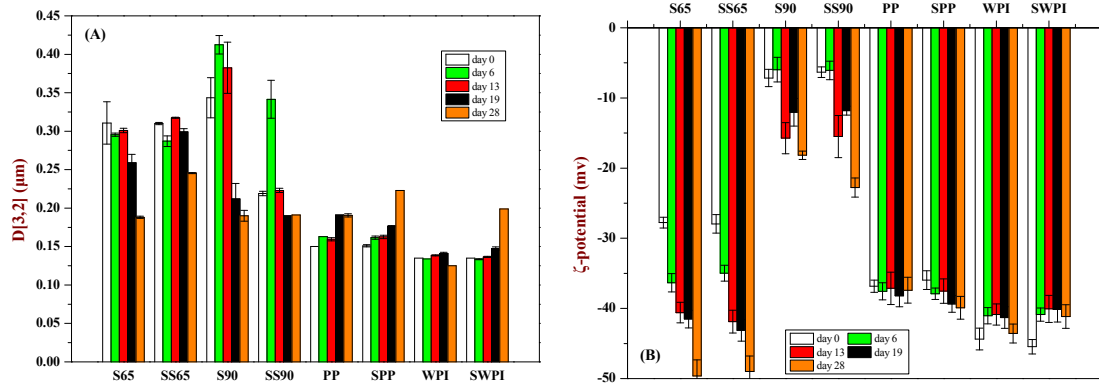 (A)
D[3,2] (μm)
0.45
0.40
0.35
0.30
0.25
0.20
0.15
0.10
0.05
0.00
day 0
day 6
day 13
day 19
day 28
S65 SS65 S90 SS90 PP SPP WPI SWPI
S65 SS65 S90 SS90 PP SPP WPI SWPI
ζ-potential (mv)
0
-10
-20
-30
-40
-50
(B)
day 0 day 6
day 13 day 19
day 28